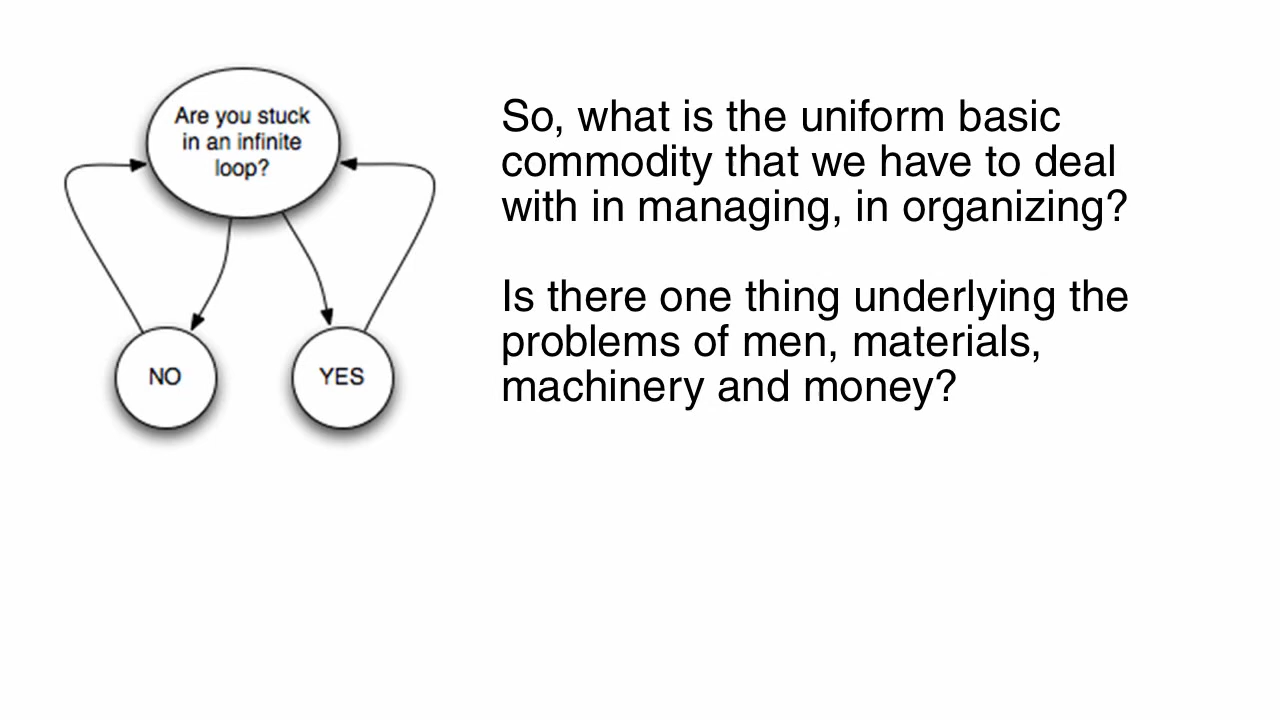 Are you stuck
in an infinite
loop?
NO
YES
So, what is the uniform basic
commodity that we have to deal
with in managing, in organizing?
Is there one thing underlying the
problems of men, materials,
machinery and money?